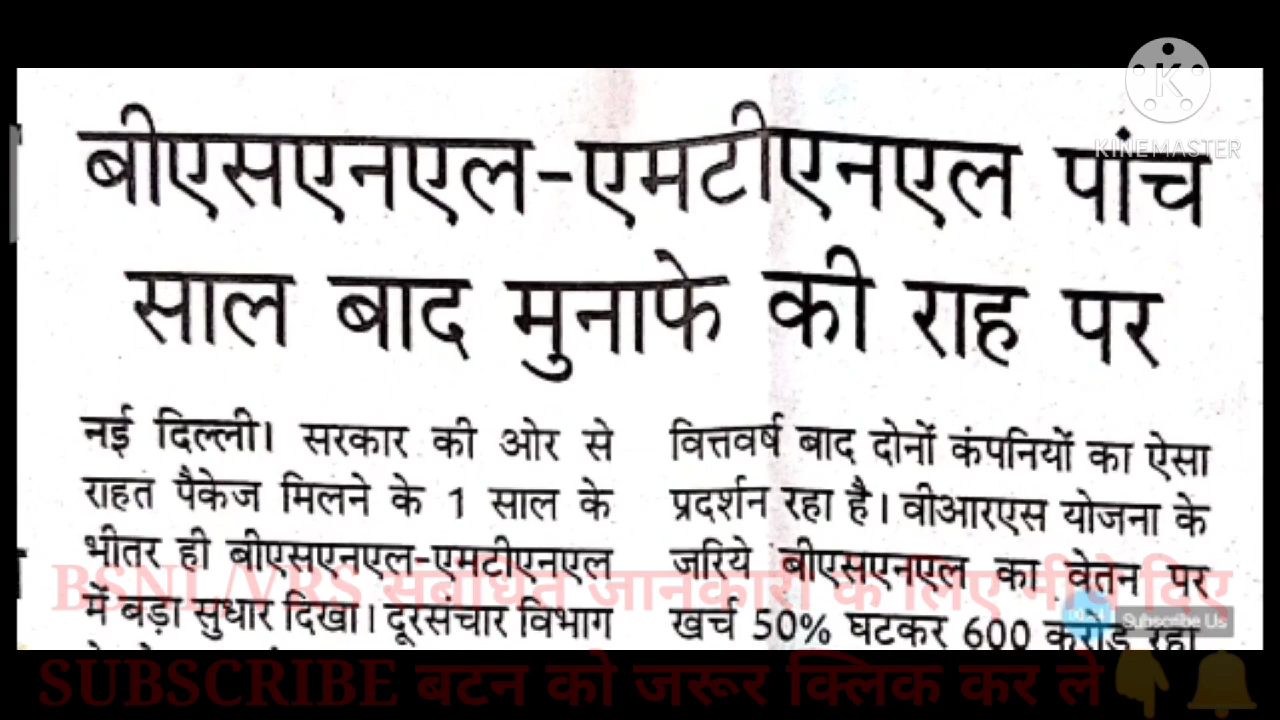 KINEMASTER
बीएसएनएल-एमटीएनएल पांच
साल बाद मुनाफे की राह पर
नई दिल्ली। सरकार की ओर से
राहत पैकेज मिलने के 1 साल के
भीतर ही बीएसएनएल-एमटीएनएल
में बड़ा सुधार दिखा। दूरसंचार विभाग
वित्तवर्ष बाद दोनों कंपनियों का ऐसा
प्रदर्शन रहा है। वीआरएस योजना के
जरिये बीएसएनएल का वेतन पर
खर्च 50% घटकर 600 करोड़ रहा
BSNL/VRS संबंधित जानकारी के लिए नीचे दिए
Subscribe Us
SUBSCRIBE बटन को जरूर क्लिक कर ले